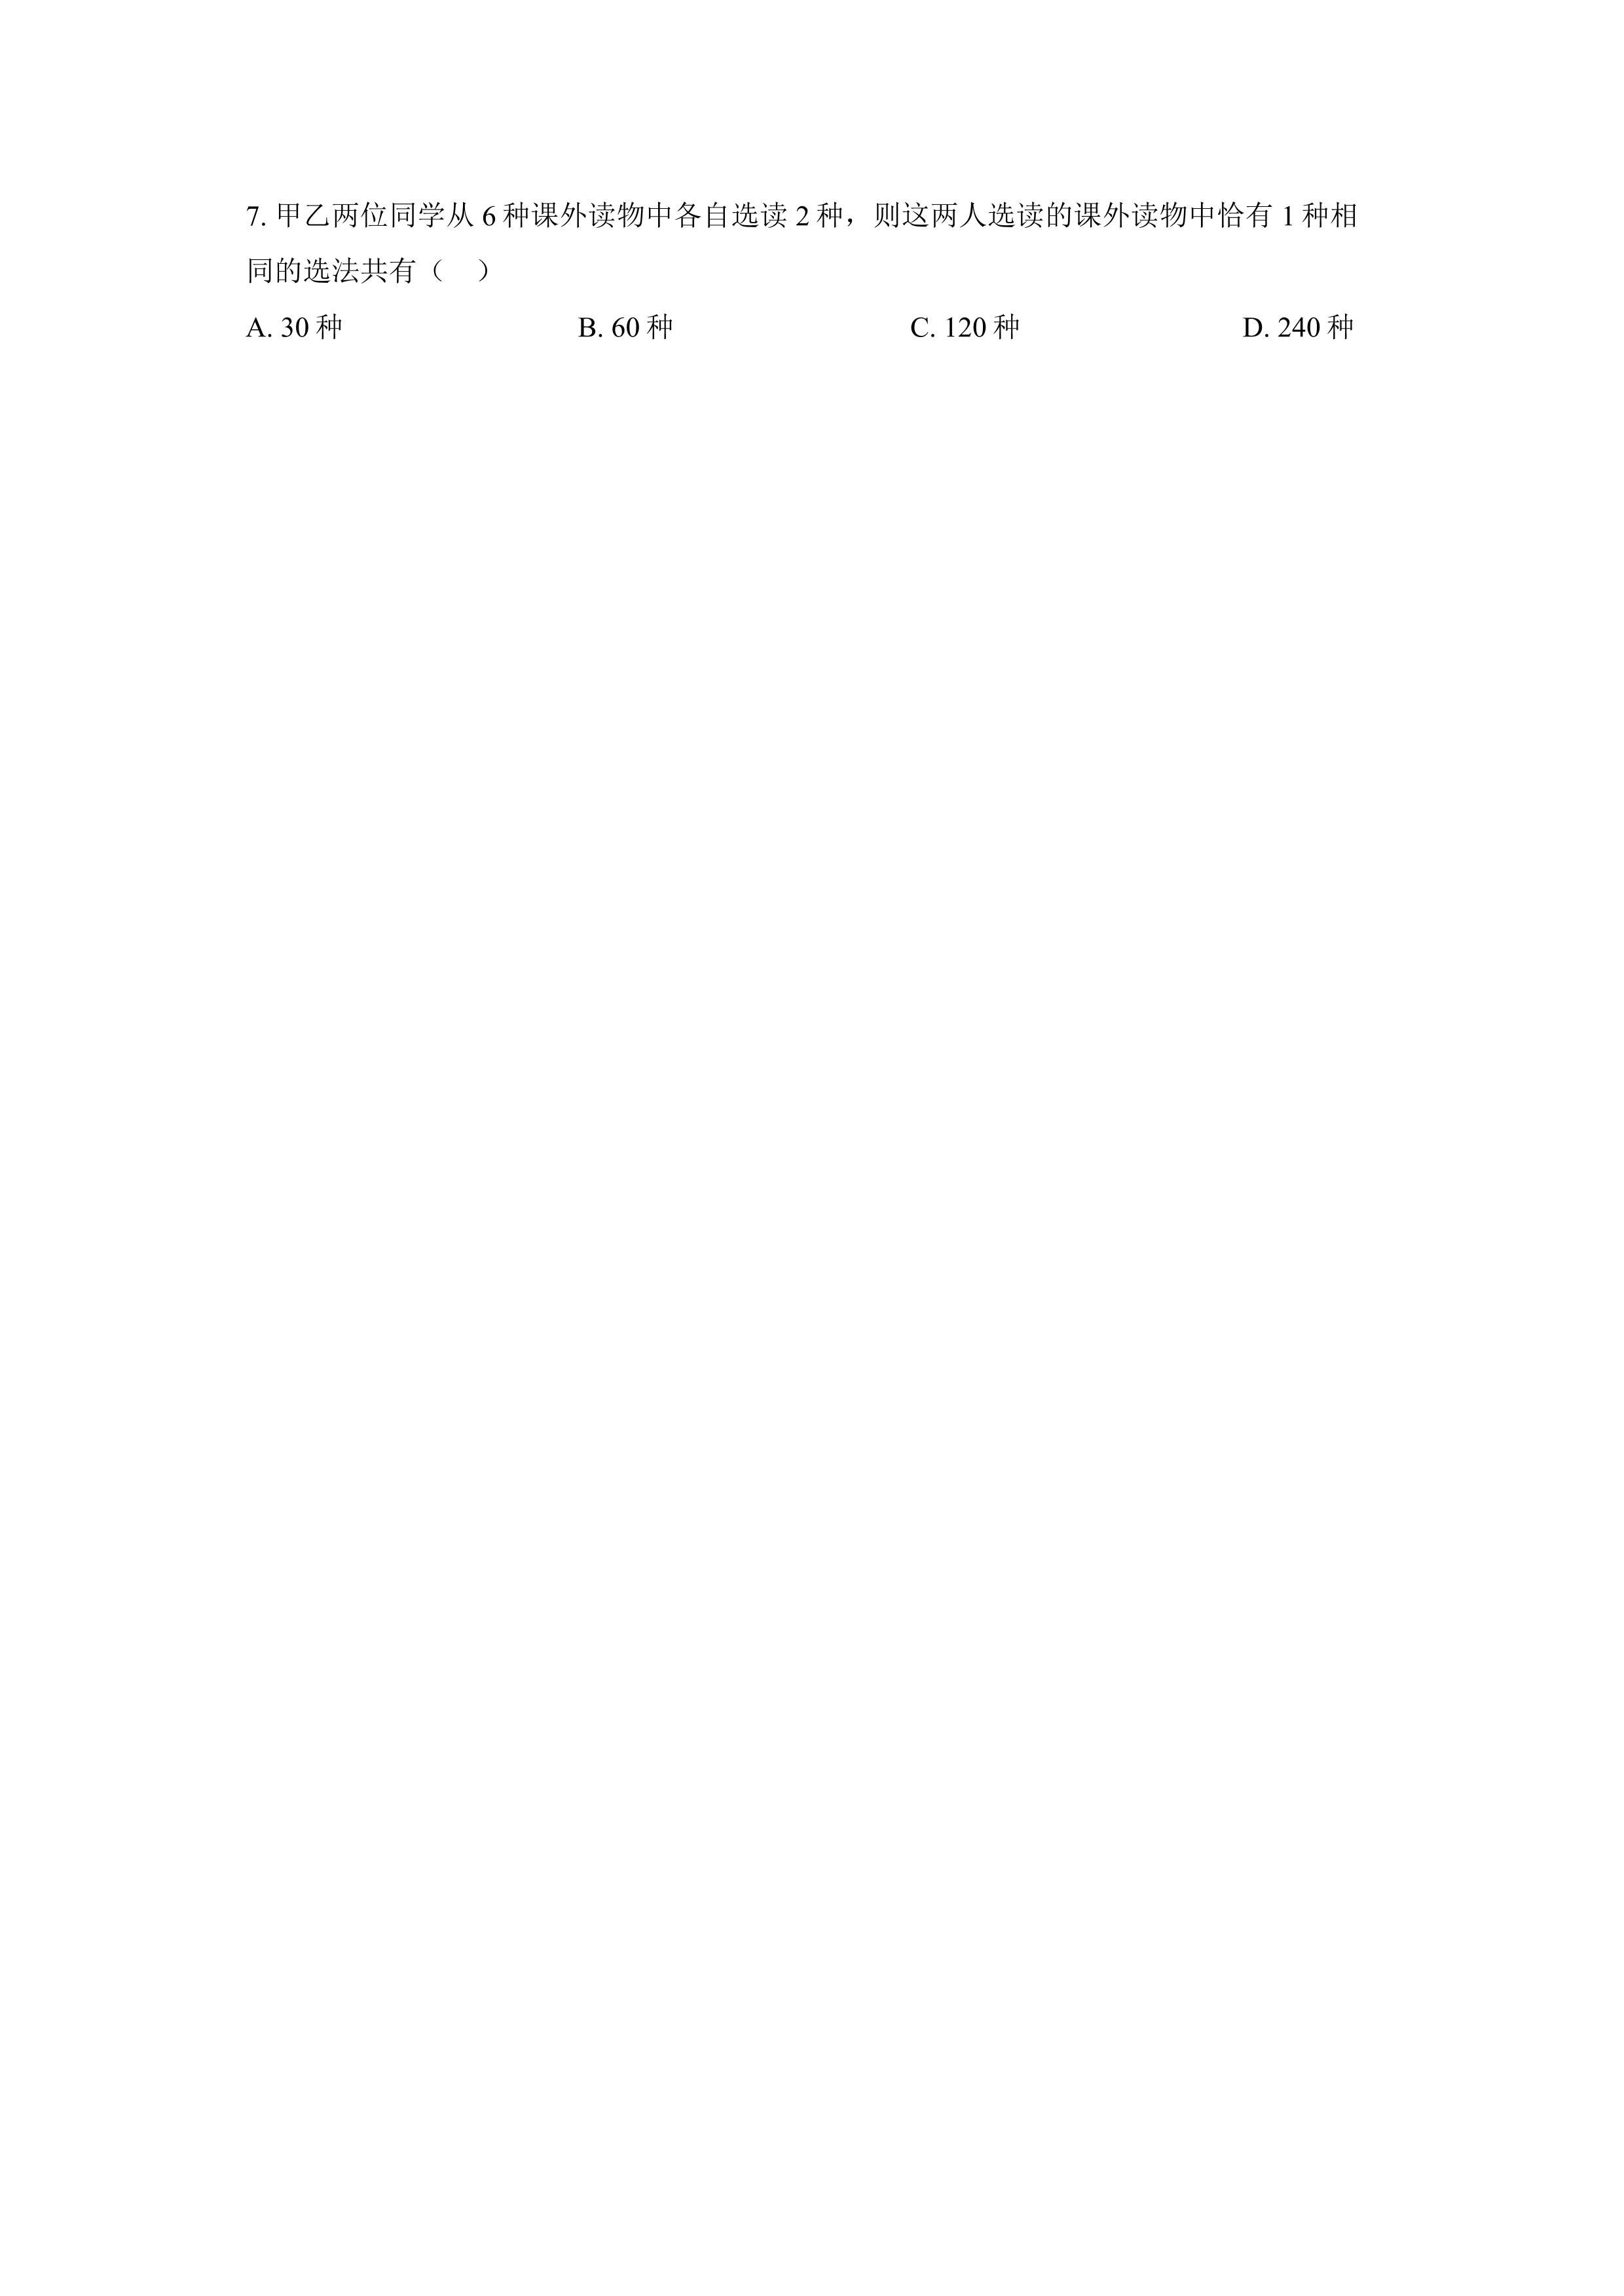 7. 甲乙两位同学从 6 种课外读物中各自选读 2 种，则这两人选读的课外读物中恰有 1 种相
同的选法共有（ ）
A. 30 种 B. 60 种 C. 120 种 D. 240 种